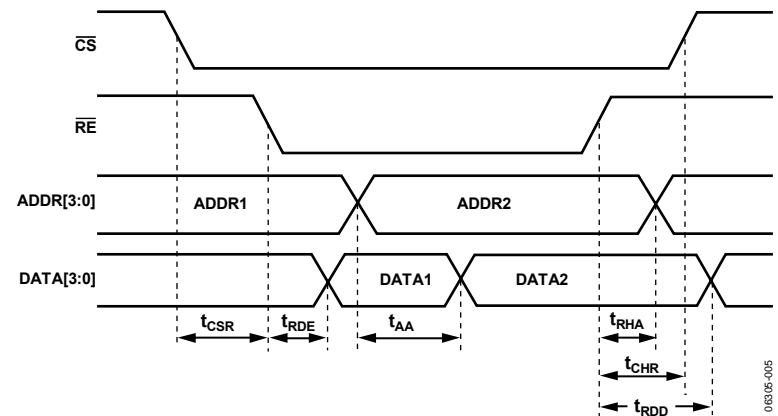 CS
RE
ADDR[3:0]
ADDR1
ADDR2
DATA[3:0]
DATA1
DATA2
tCSR
tRDE
tAA
tRHA
tCHR
tRDD
06305-005